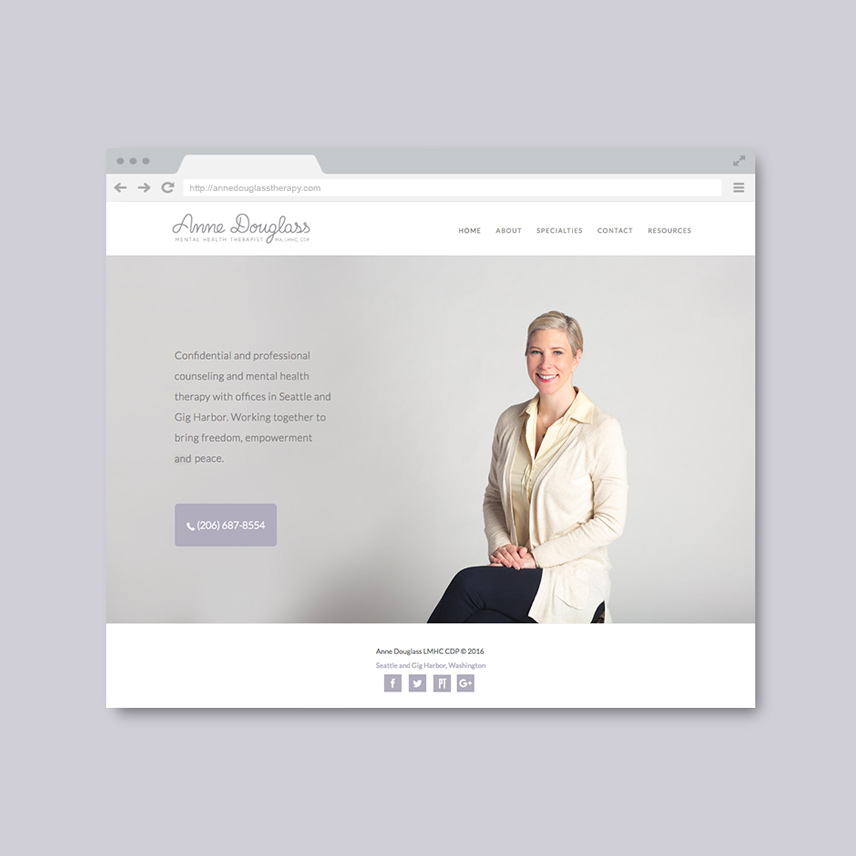 http://annedouglasstherapy.com
Anne Douglass
MENTAL HEALTH THERAPIST MA, LMHC, CDP
HOME ABOUT SPECIALTIES CONTACT RESOURCES
Confidential and professional
counseling and mental health
therapy with offices in Seattle and
Gig Harbor. Working together to
bring freedom, empowerment
and peace.
(206) 687-8554
Anne Douglass LMHC CDP © 2016
Seattle and Gig Harbor, Washington
f PT G+